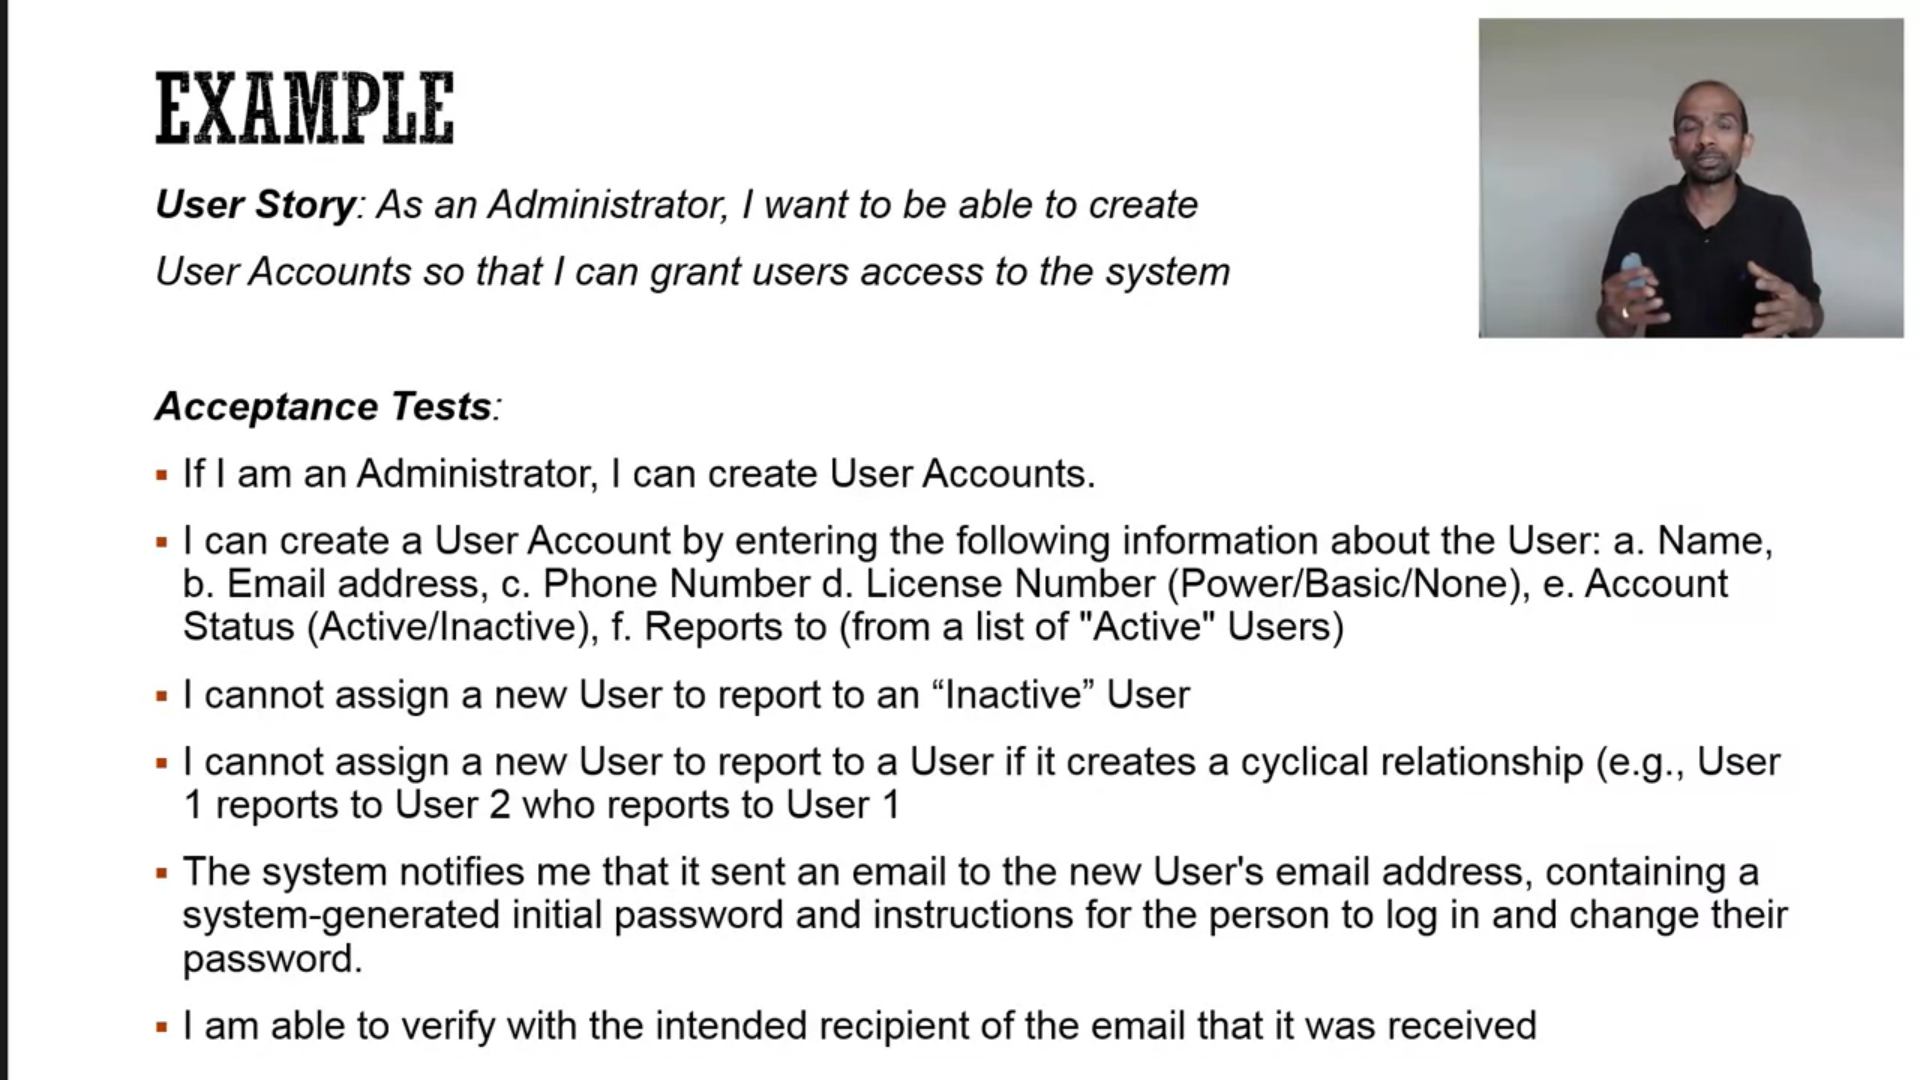 EXAMPLE
User Story: As an Administrator, I want to be able to create
User Accounts so that I can grant users access to the system
Acceptance Tests:
▪ If I am an Administrator, I can create User Accounts.
▪ I can create a User Account by entering the following information about the User: a. Name,
b. Email address, c. Phone Number d. License Number (Power/Basic/None), e. Account
Status (Active/Inactive), f. Reports to (from a list of "Active" Users)
▪ I cannot assign a new User to report to an “Inactive” User
▪ I cannot assign a new User to report to a User if it creates a cyclical relationship (e.g., User
1 reports to User 2 who reports to User 1
▪ The system notifies me that it sent an email to the new User's email address, containing a
system-generated initial password and instructions for the person to log in and change their
password.
▪ I am able to verify with the intended recipient of the email that it was received